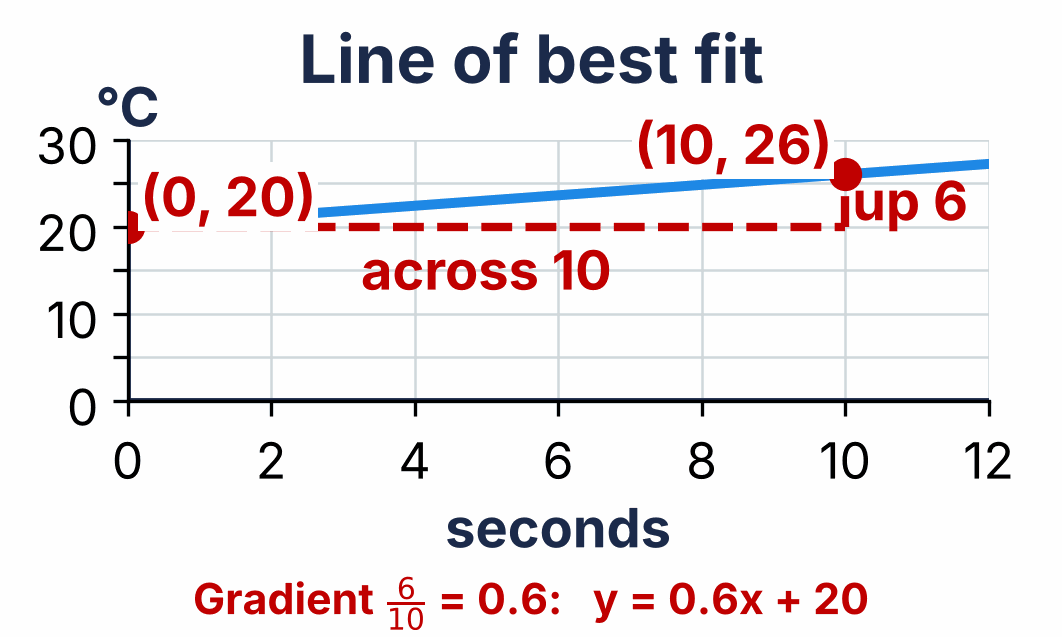 Line of best fit
°C
30
(10, 26)
(0, 20)
up 6
20
across 10
10
0
0 2 4 6 8 10 12
seconds
Gradient 6/10 = 0.6: y = 0.6x + 20